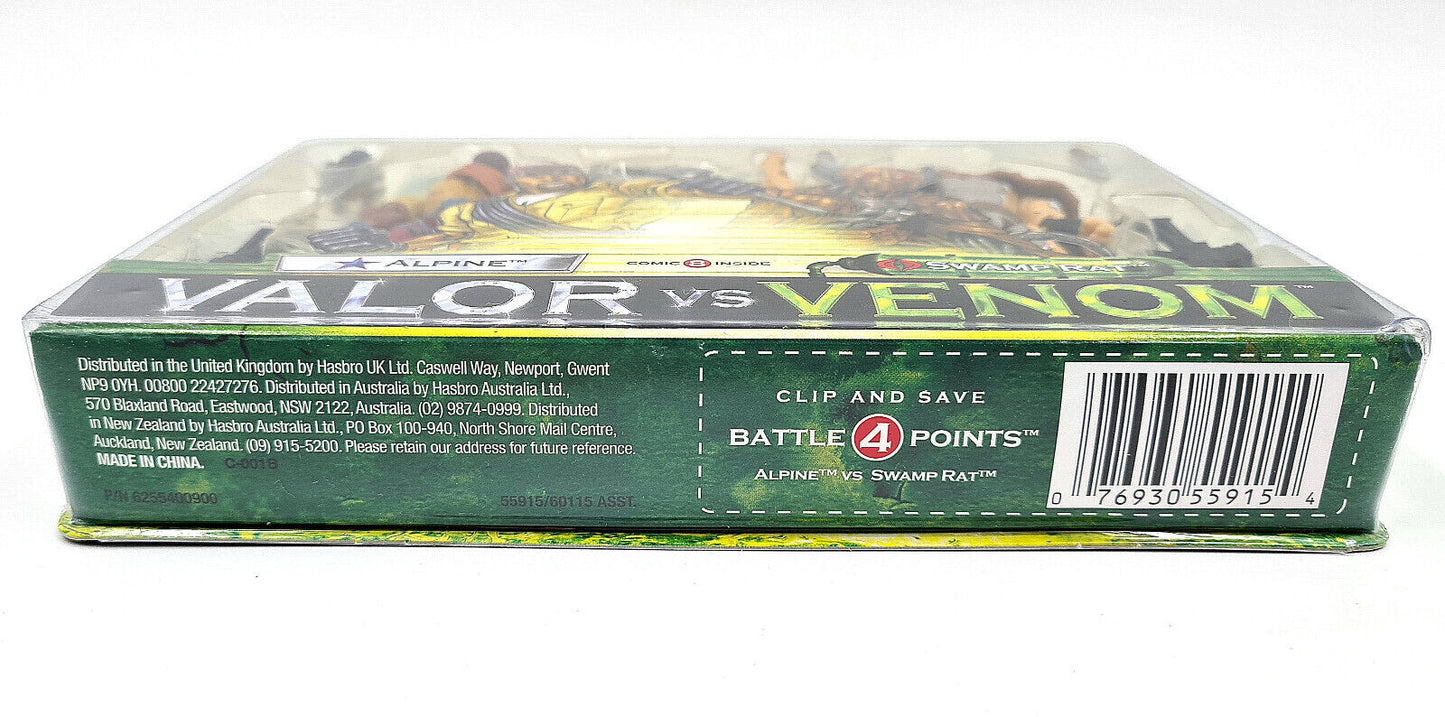 ALPINE™
COMIC 8 INSIDE
SWAMP RAT™
VALOR VS VENOM™
Distributed in the United Kingdom by Hasbro UK Ltd. Caswell Way, Newport, Gwent
NP9 0YH. 00800 22427276. Distributed in Australia by Hasbro Australia Ltd.,
570 Blaxland Road, Eastwood, NSW 2122, Australia. (02) 9874-0999. Distributed
in New Zealand by Hasbro Australia Ltd., PO Box 100-940, North Shore Mail Centre,
Auckland, New Zealand. (09) 915-5200. Please retain our address for future reference.
MADE IN CHINA. C-001B
P/N 6255400900
55915/60115 ASST.
CLIP AND SAVE
BATTLE 4 POINTS™
ALPINE™ VS SWAMP RAT™
0 76930 55915 4